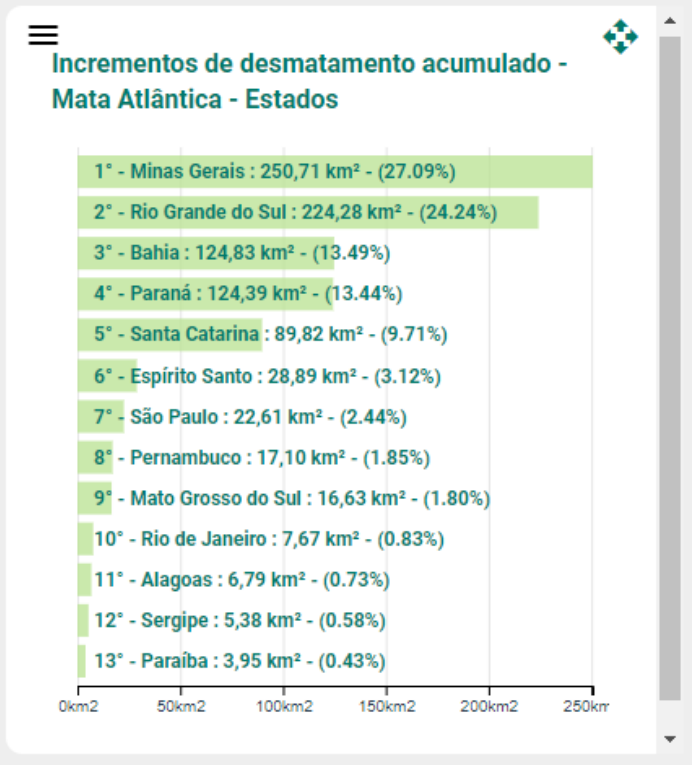 Incrementos de desmatamento acumulado -
Mata Atlântica - Estados
1° - Minas Gerais : 250,71 km² - (27.09%)
2° - Rio Grande do Sul : 224,28 km² - (24.24%)
3° - Bahia : 124,83 km² - (13.49%)
4° - Paraná : 124,39 km² - (13.44%)
5° - Santa Catarina : 89,82 km² - (9.71%)
6° - Espírito Santo : 28,89 km² - (3.12%)
7° - São Paulo : 22,61 km² - (2.44%)
8° - Pernambuco : 17,10 km² - (1.85%)
9° - Mato Grosso do Sul : 16,63 km² - (1.80%)
10° - Rio de Janeiro : 7,67 km² - (0.83%)
11° - Alagoas : 6,79 km² - (0.73%)
12° - Sergipe : 5,38 km² - (0.58%)
13° - Paraíba : 3,95 km² - (0.43%)
0km2 50km2 100km2 150km2 200km2 250kr